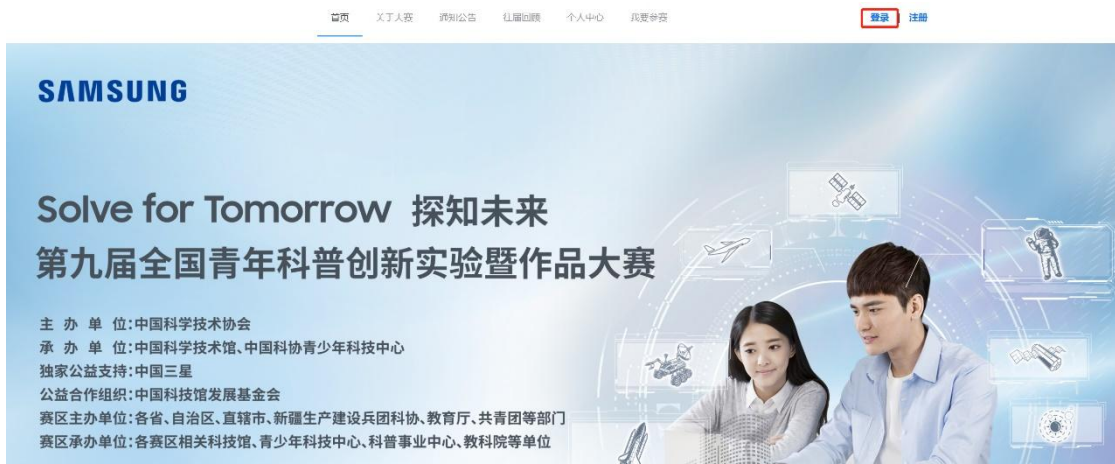 首页 关于大赛 通知公告 往届回顾 个人中心 我要参赛 登录 注册
SAMSUNG
Solve for Tomorrow 探知未来
第九届全国青年科普创新实验暨作品大赛
主 办 单 位:中国科学技术协会
承 办 单 位:中国科学技术馆、中国科协青少年科技中心
独家公益支持:中国三星
公益合作组织:中国科技馆发展基金会
赛区主办单位:各省、自治区、直辖市、新疆生产建设兵团科协、教育厅、共青团等部门
赛区承办单位:各赛区相关科技馆、青少年科技中心、科普事业中心、教科院等单位